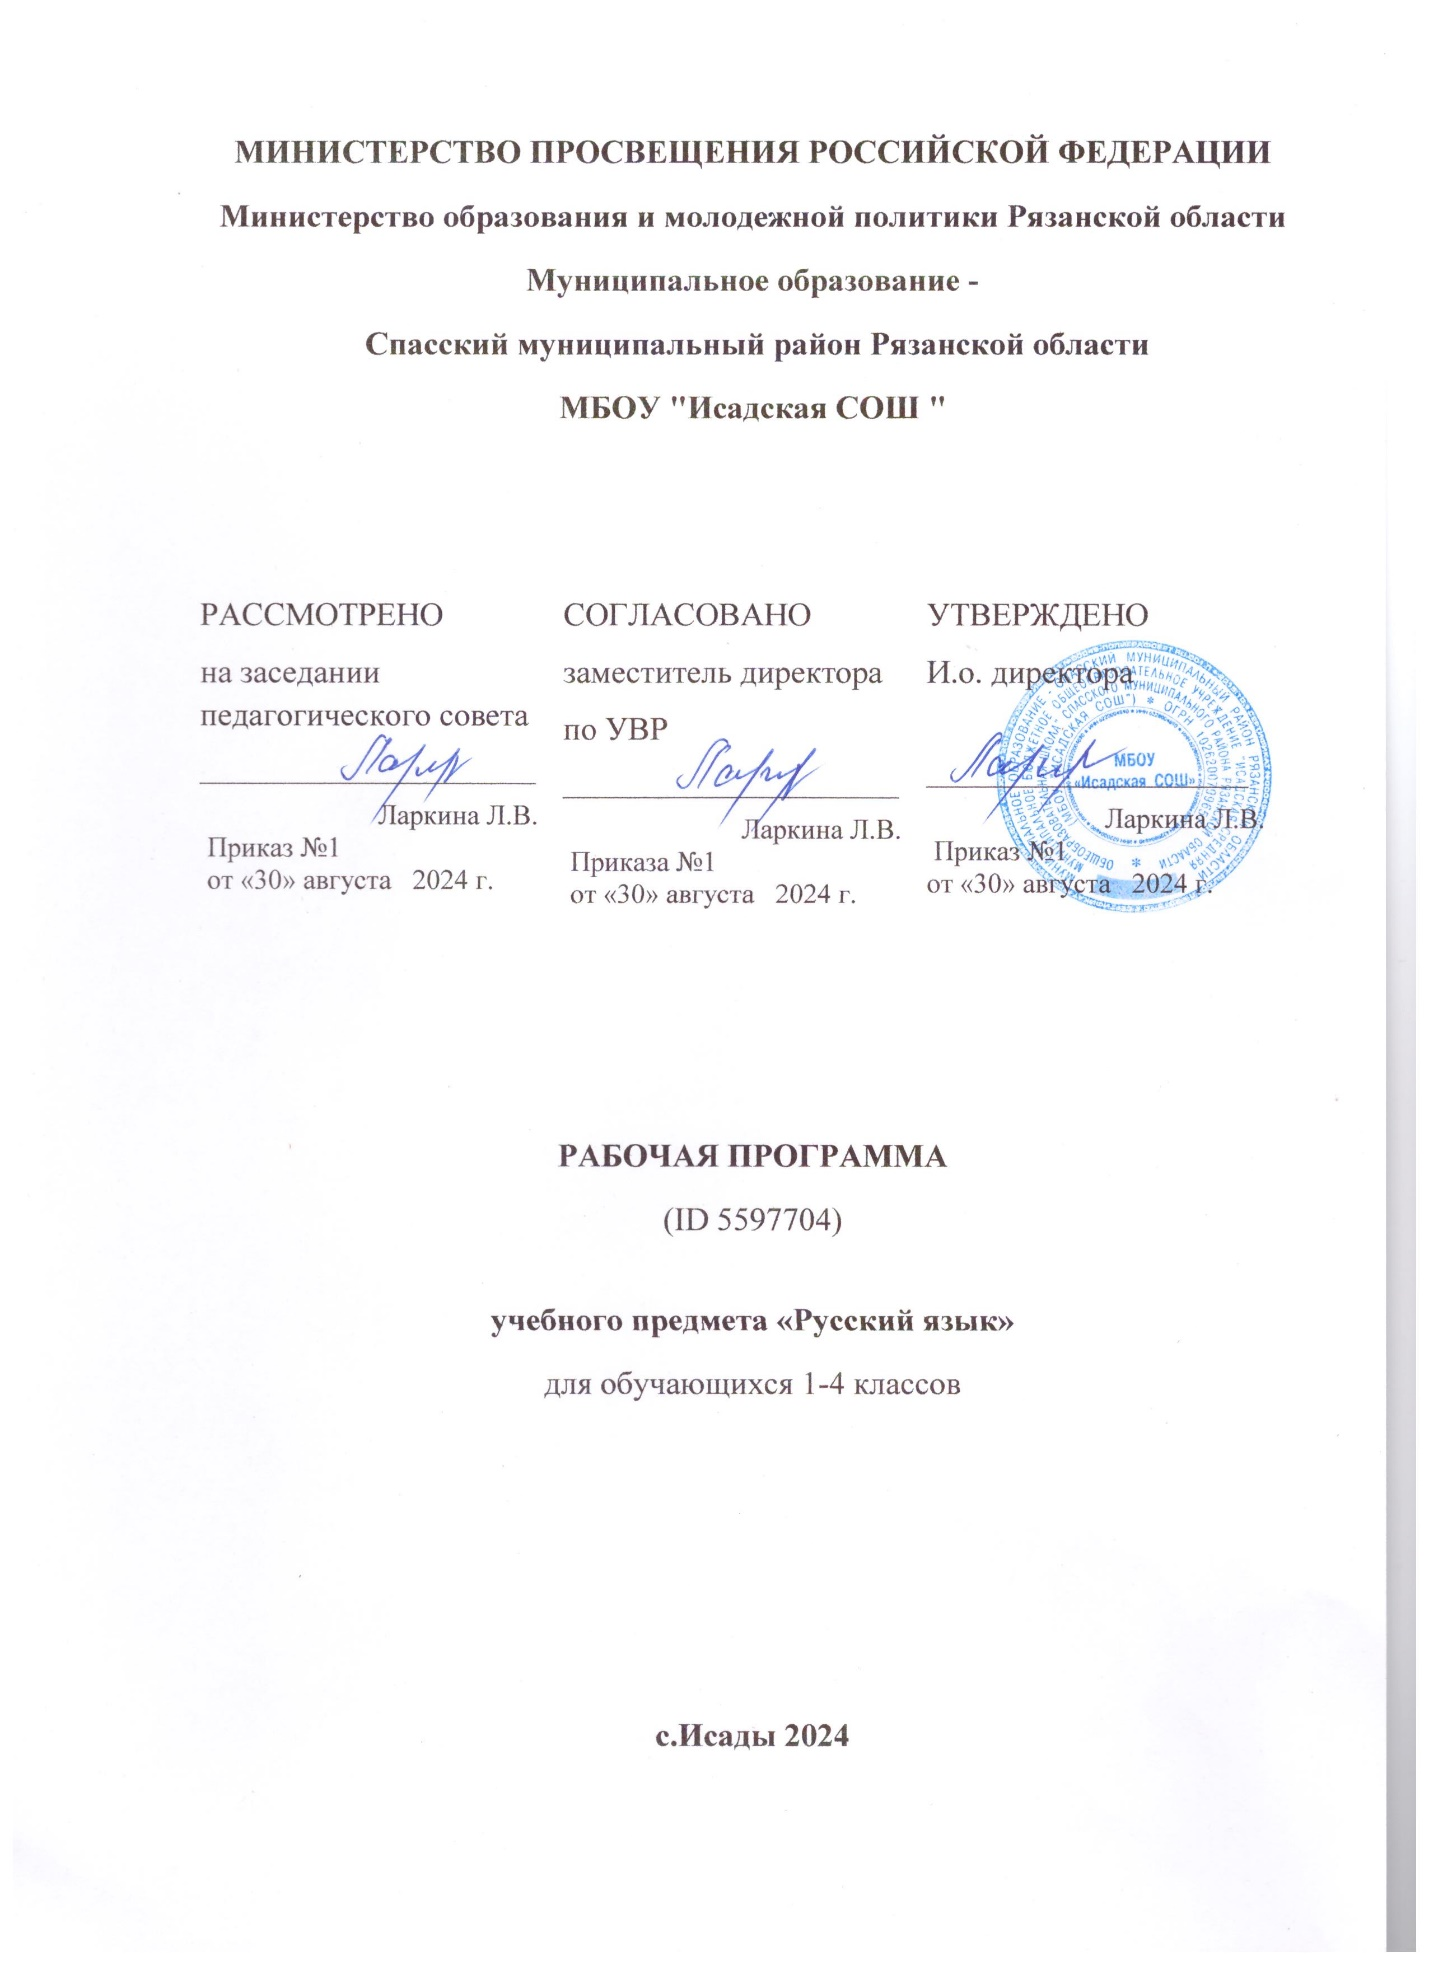 МИНИСТЕРСТВО ПРОСВЕЩЕНИЯ РОССИЙСКОЙ ФЕДЕРАЦИИ
Министерство образования и молодежной политики Рязанской области
Муниципальное образование -
Спасский муниципальный район Рязанской области
МБОУ "Исадская СОШ "
РАССМОТРЕНО
на заседании
педагогического совета
Ларкина Л.В.
Приказ №1
от «30» августа 2024 г.
СОГЛАСОВАНО
заместитель директора
по УВР
Ларкина Л.В.
Приказа №1
от «30» августа 2024 г.
УТВЕРЖДЕНО
И.о. директора
МБОУ
«Исадская СОШ»
Ларкина Л.В.
Приказ №1
от «30» августа 2024 г.
РАБОЧАЯ ПРОГРАММА
(ID 5597704)
учебного предмета «Русский язык»
для обучающихся 1-4 классов
с.Исады 2024